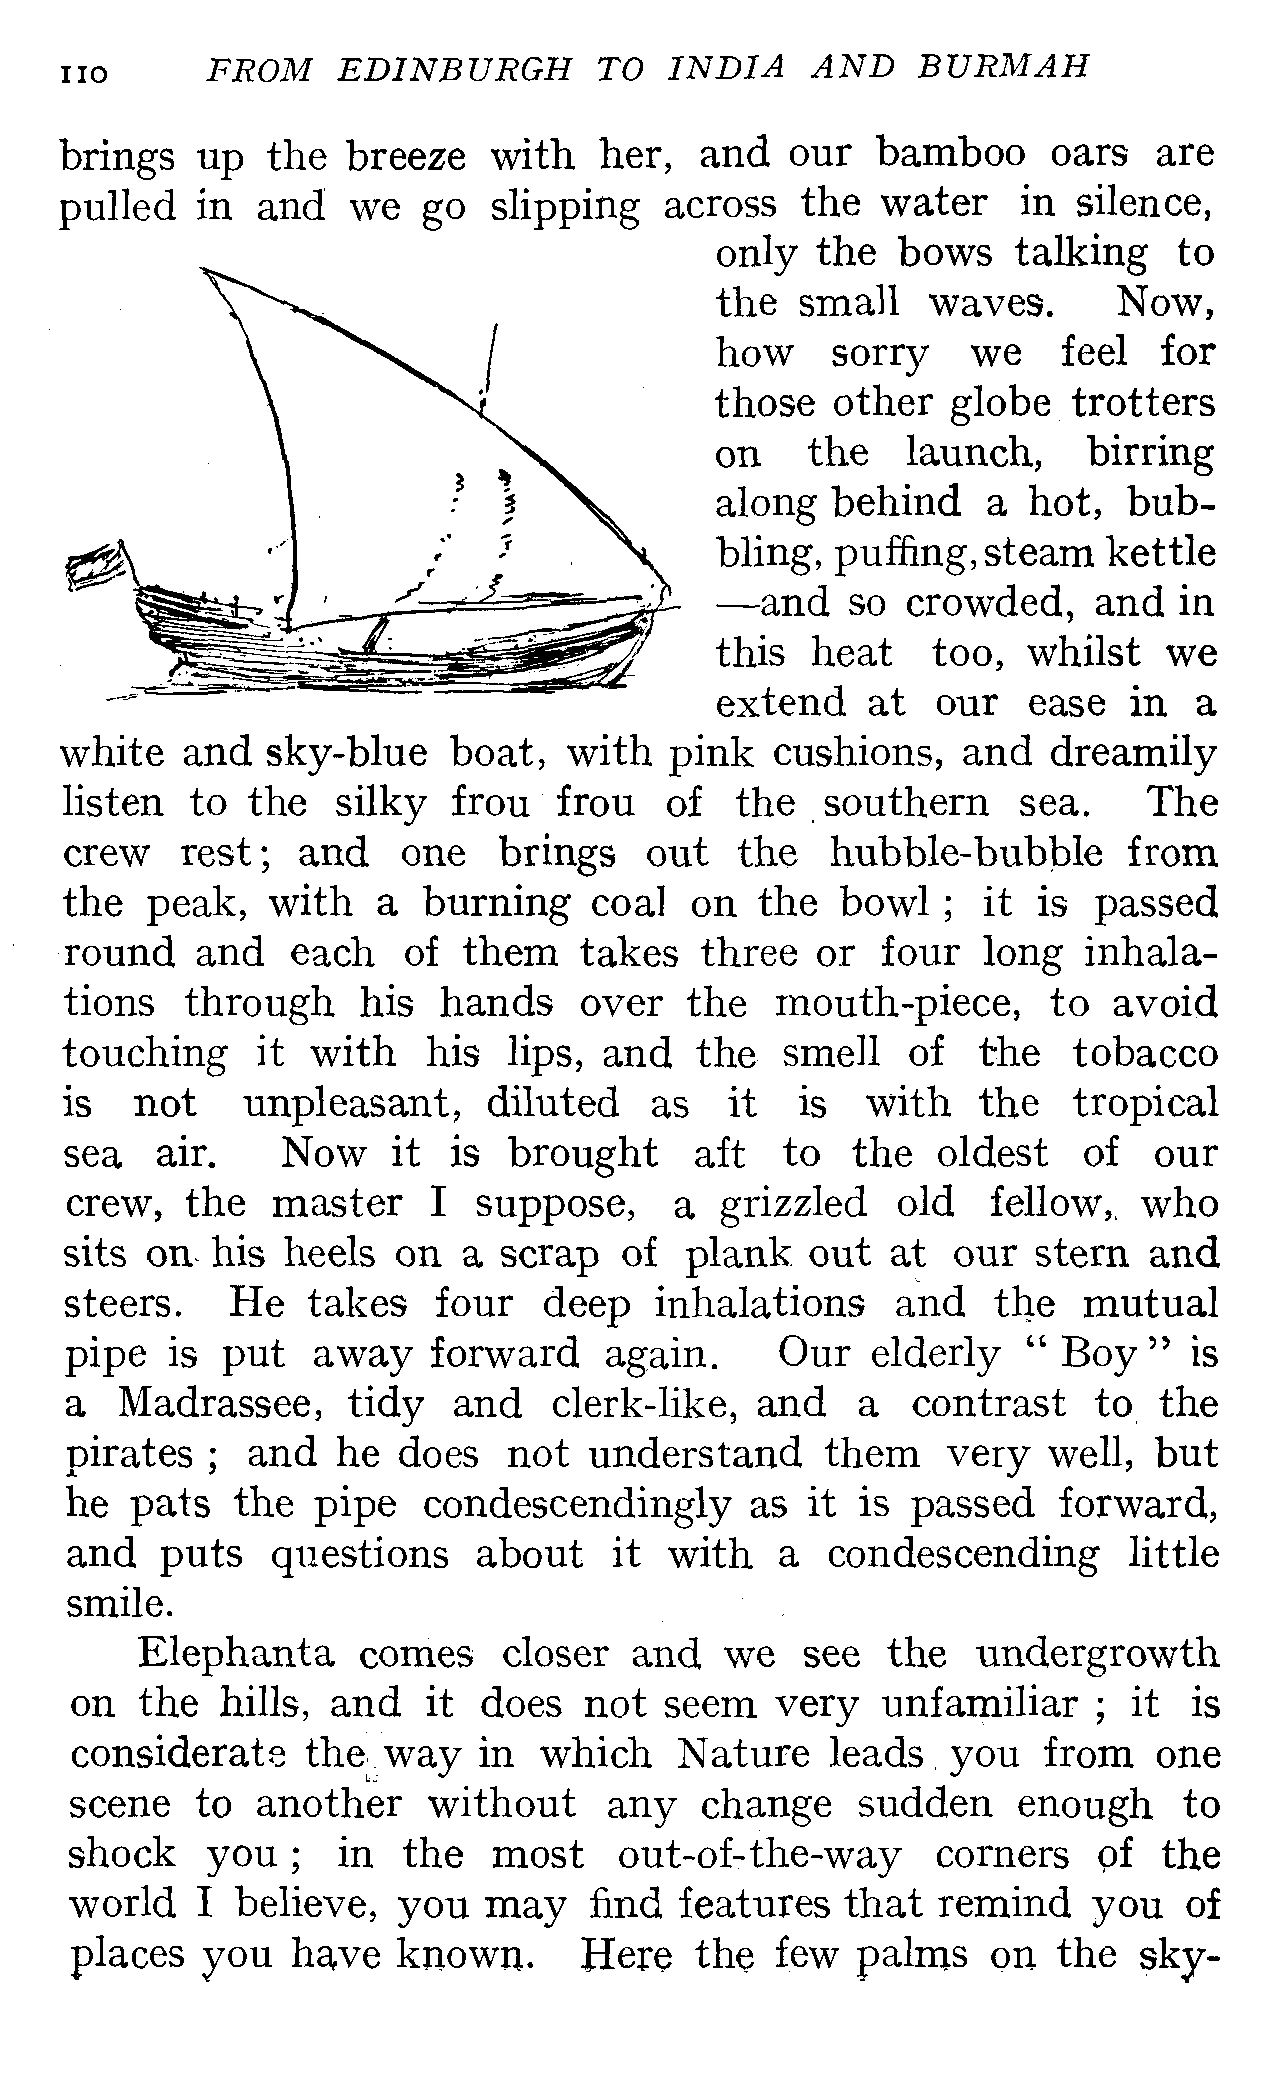 110 FROM EDINBURGH TO INDIA AND BURMAH
brings up the breeze with her, and our bamboo oars are
pulled in and we go slipping across the water in silence,
only the bows talking to
the small waves. Now,
how sorry we feel for
those other globe trotters
on the launch, birring
along behind a hot, bub-
bling, puffing, steam kettle
—and so crowded, and in
this heat too, whilst we
extend at our ease in a
white and sky-blue boat, with pink cushions, and dreamily
listen to the silky frou frou of the southern sea. The
crew rest; and one brings out the hubble-bubble from
the peak, with a burning coal on the bowl ; it is passed
round and each of them takes three or four long inhala-
tions through his hands over the mouth-piece, to avoid
touching it with his lips, and the smell of the tobacco
is not unpleasant, diluted as it is with the tropical
sea air. Now it is brought aft to the oldest of our
crew, the master I suppose, a grizzled old fellow, who
sits on his heels on a scrap of plank out at our stern and
steers. He takes four deep inhalations and the mutual
pipe is put away forward again. Our elderly “ Boy ” is
a Madrassee, tidy and clerk-like, and a contrast to the
pirates ; and he does not understand them very well, but
he pats the pipe condescendingly as it is passed forward,
and puts questions about it with a condescending little
smile.
Elephanta comes closer and we see the undergrowth
on the hills, and it does not seem very unfamiliar ; it is
considerate the way in which Nature leads you from one
scene to another without any change sudden enough to
shock you ; in the most out-of-the-way corners of the
world I believe, you may find features that remind you of
places you have known. Here the few palms on the sky-